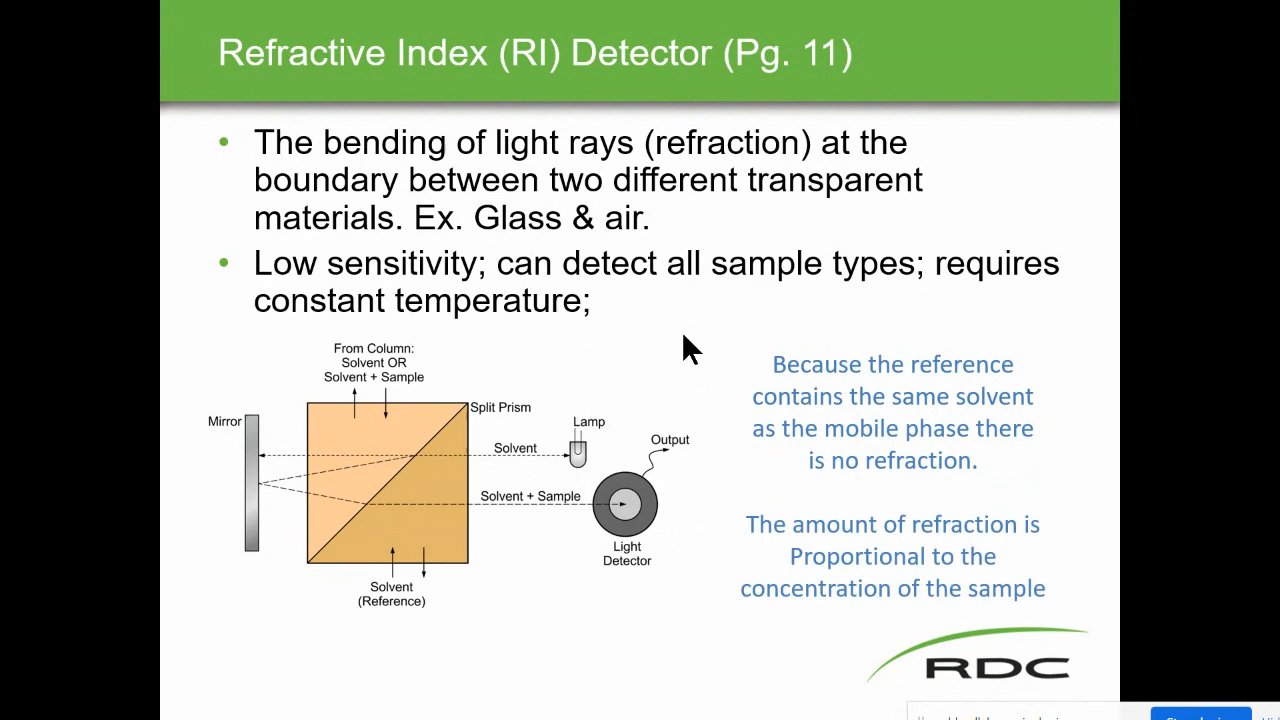 Refractive Index (RI) Detector (Pg. 11)
• The bending of light rays (refraction) at the
boundary between two different transparent
materials. Ex. Glass & air.
• Low sensitivity; can detect all sample types; requires
constant temperature;
From Column:
Solvent OR
Solvent + Sample
Mirror
Split Prism
Lamp
Solvent
Output
Solvent + Sample
Light
Detector
Solvent
(Reference)
Because the reference
contains the same solvent
as the mobile phase there
is no refraction.
The amount of refraction is
Proportional to the
concentration of the sample
RDC